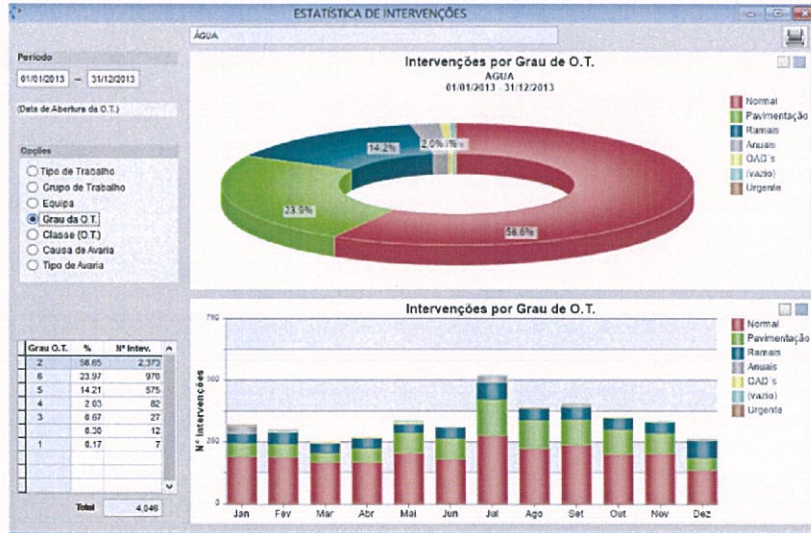 ESTATÍSTICA DE INTERVENÇÕES
ÁGUA
Período
01/01/2013 – 31/12/2013
(Data de Abertura da O.T.)
Opções
Tipo de Trabalho
Grupo de Trabalho
Equipa
Grau da O.T.
Classe (O.T.)
Causa de Avaria
Tipo de Avaria
Grau O.T. % Nº Intev.
2 58.65 2,373
6 23.97 970
5 14.21 575
4 2.03 82
3 0.67 27
0.30 12
1 0.17 7
Total 4,046
Intervenções por Grau de O.T.
ÁGUA
01/01/2013 - 31/12/2013
14.2%
2.0%
23.9%
58.6%
Normal
Pavimentação
Ramais
Anuais
OAD´s
(vazio)
Urgente
Intervenções por Grau de O.T.
Nº Intervenções
750
500
250
0
Jan Fev Mar Abr Mai Jun Jul Ago Set Out Nov Dez
Normal
Pavimentação
Ramais
Anuais
OAD´s
(vazio)
Urgente